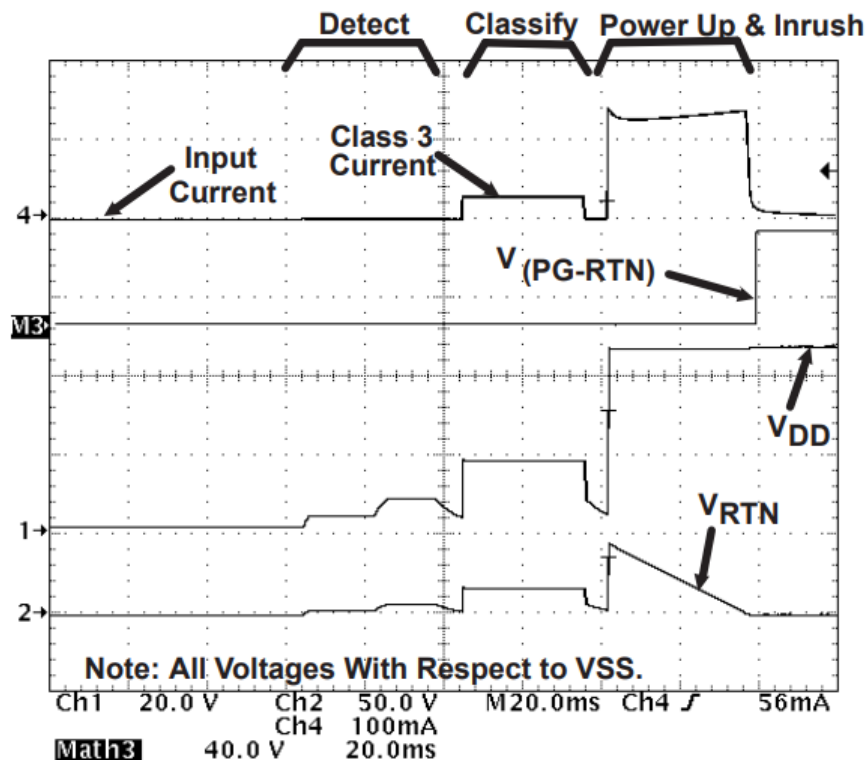 Detect Classify Power Up & Inrush
Class 3
Current
Input
Current
4→
V(PG-RTN)
M3
VDD
1→
VRTN
2→
Note: All Voltages With Respect to VSS.
Ch1 20.0 V Ch2 50.0 V M20.0ms Ch4 ƒ 56mA
Ch4 100mA
Math3 40.0 V 20.0ms